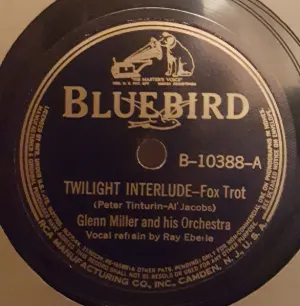 "HIS MASTER'S VOICE"
BLUEBIRD
B-10388-A
TWILIGHT INTERLUDE—Fox Trot
(Peter Tinturin-Al Jacobs)
Glenn Miller and his Orchestra
Vocal refrain by Ray Eberle
RCA MANUFACTURING CO., INC., CAMDEN, N. J., U. S. A.